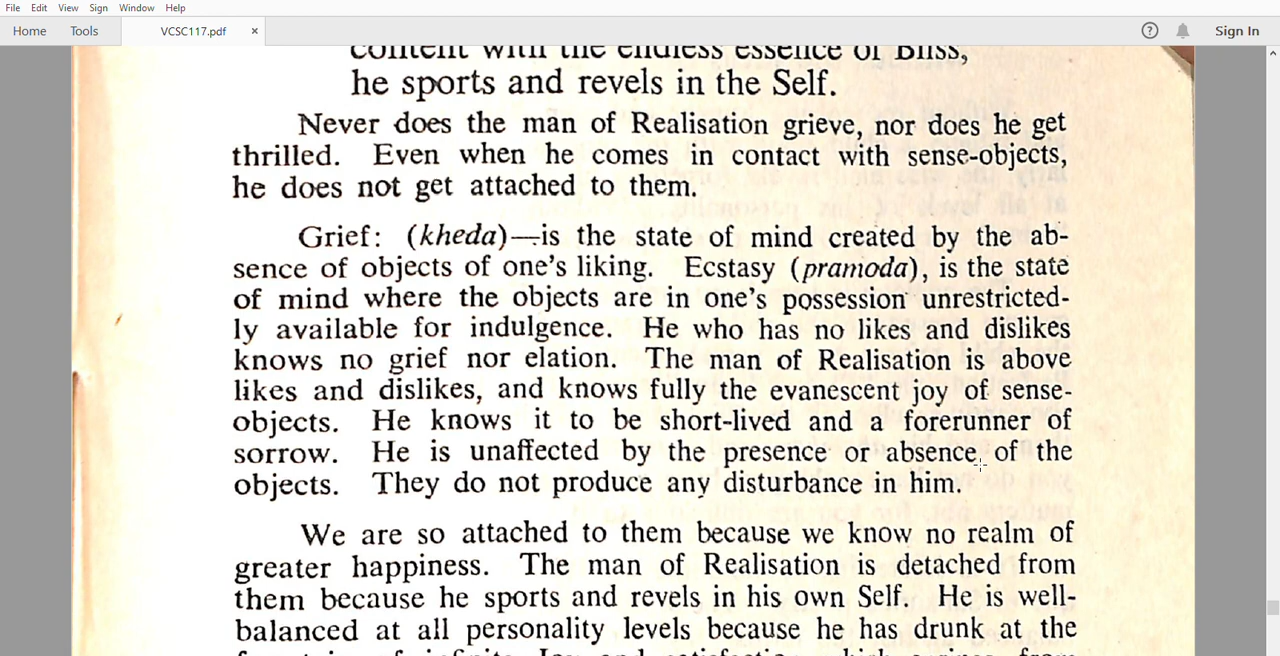 File Edit View Sign Window Help
Home Tools VCSC117.pdf × ? Sign In
content with the endless essence of Bliss,
he sports and revels in the Self.
Never does the man of Realisation grieve, nor does he get
thrilled. Even when he comes in contact with sense-objects,
he does not get attached to them.
Grief: (kheda)—is the state of mind created by the ab-
sence of objects of one's liking. Ecstasy (pramoda), is the state
of mind where the objects are in one's possession unrestricted-
ly available for indulgence. He who has no likes and dislikes
knows no grief nor elation. The man of Realisation is above
likes and dislikes, and knows fully the evanescent joy of sense-
objects. He knows it to be short-lived and a forerunner of
sorrow. He is unaffected by the presence or absence of the
objects. They do not produce any disturbance in him.
We are so attached to them because we know no realm of
greater happiness. The man of Realisation is detached from
them because he sports and revels in his own Self. He is well-
balanced at all personality levels because he has drunk at the